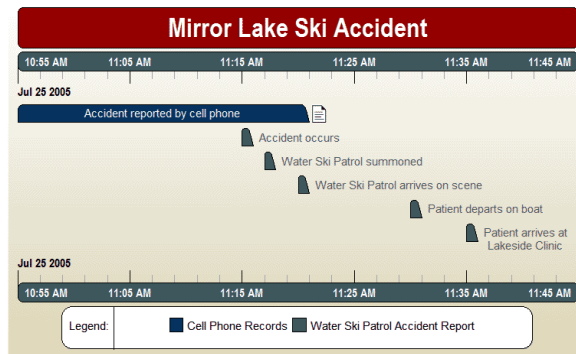 Mirror Lake Ski Accident
10:55 AM 11:05 AM 11:15 AM 11:25 AM 11:35 AM 11:45 AM
Jul 25 2005
Accident reported by cell phone
Accident occurs
Water Ski Patrol summoned
Water Ski Patrol arrives on scene
Patient departs on boat
Patient arrives at
Lakeside Clinic
Jul 25 2005
10:55 AM 11:05 AM 11:15 AM 11:25 AM 11:35 AM 11:45 AM
Legend: Cell Phone Records Water Ski Patrol Accident Report